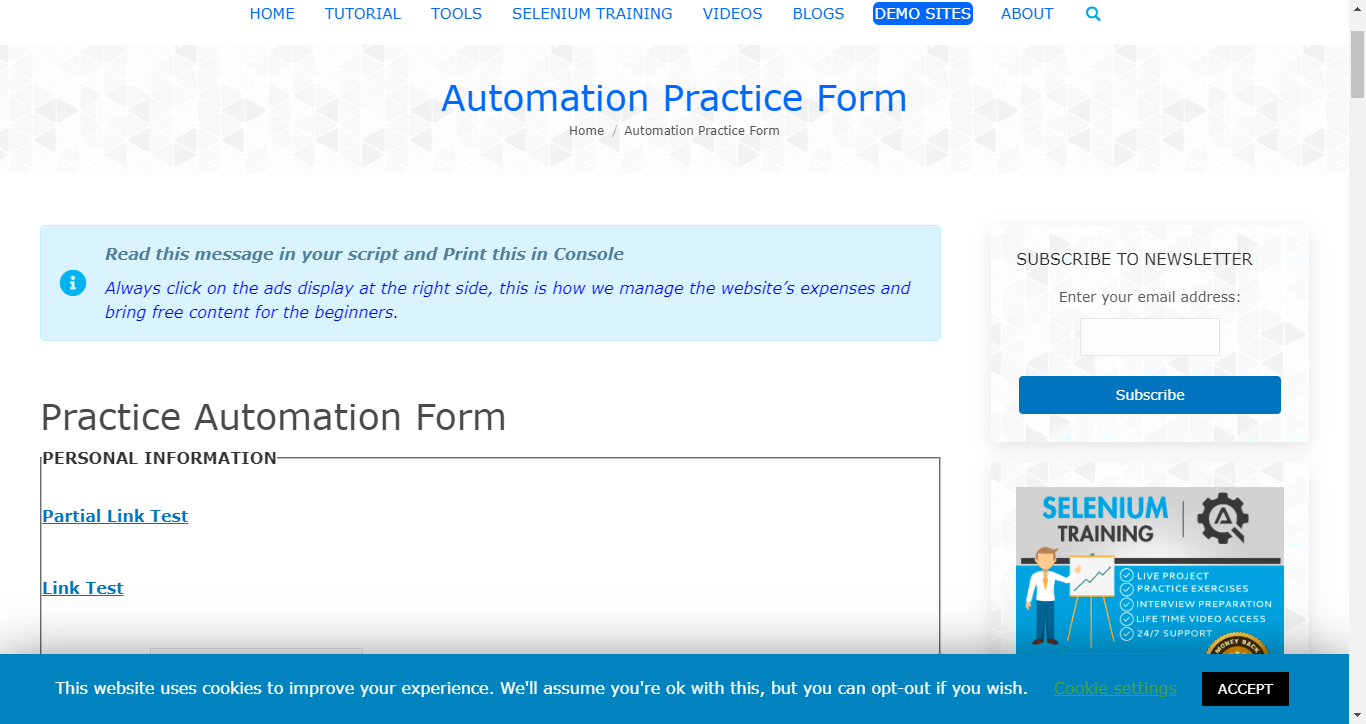 HOME TUTORIAL TOOLS SELENIUM TRAINING VIDEOS BLOGS DEMO SITES ABOUT
Automation Practice Form
Home / Automation Practice Form
Read this message in your script and Print this in Console
Always click on the ads display at the right side, this is how we manage the website’s expenses and
bring free content for the beginners.
SUBSCRIBE TO NEWSLETTER
Enter your email address:
Subscribe
Practice Automation Form
PERSONAL INFORMATION
Partial Link Test
Link Test
SELENIUM
TRAINING
LIVE PROJECT
PRACTICE EXERCISES
INTERVIEW PREPARATION
LIFE TIME VIDEO ACCESS
24/7 SUPPORT
MONEY BACK
This website uses cookies to improve your experience. We'll assume you're ok with this, but you can opt-out if you wish. Cookie settings ACCEPT